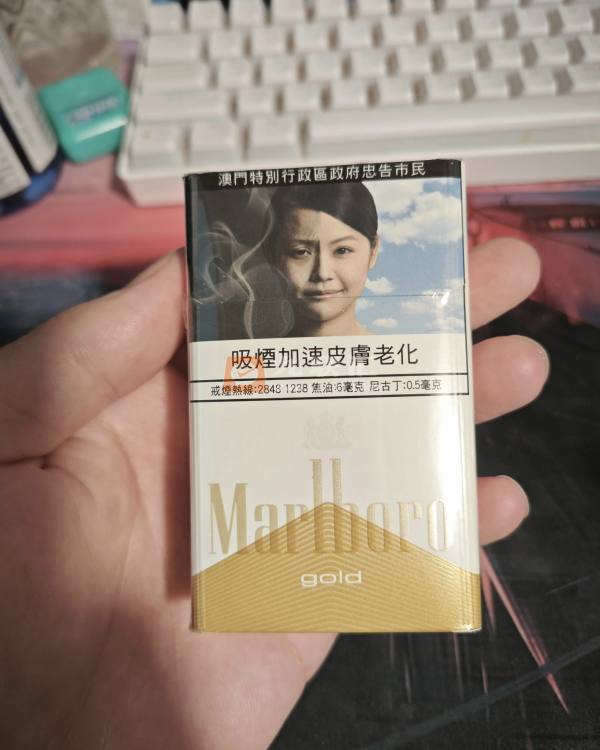 澳門特別行政區政府忠告市民
吸煙加速皮膚老化
戒煙熱線:2848 1238 焦油:6毫克 尼古丁:0.5毫克
Marlboro
gold